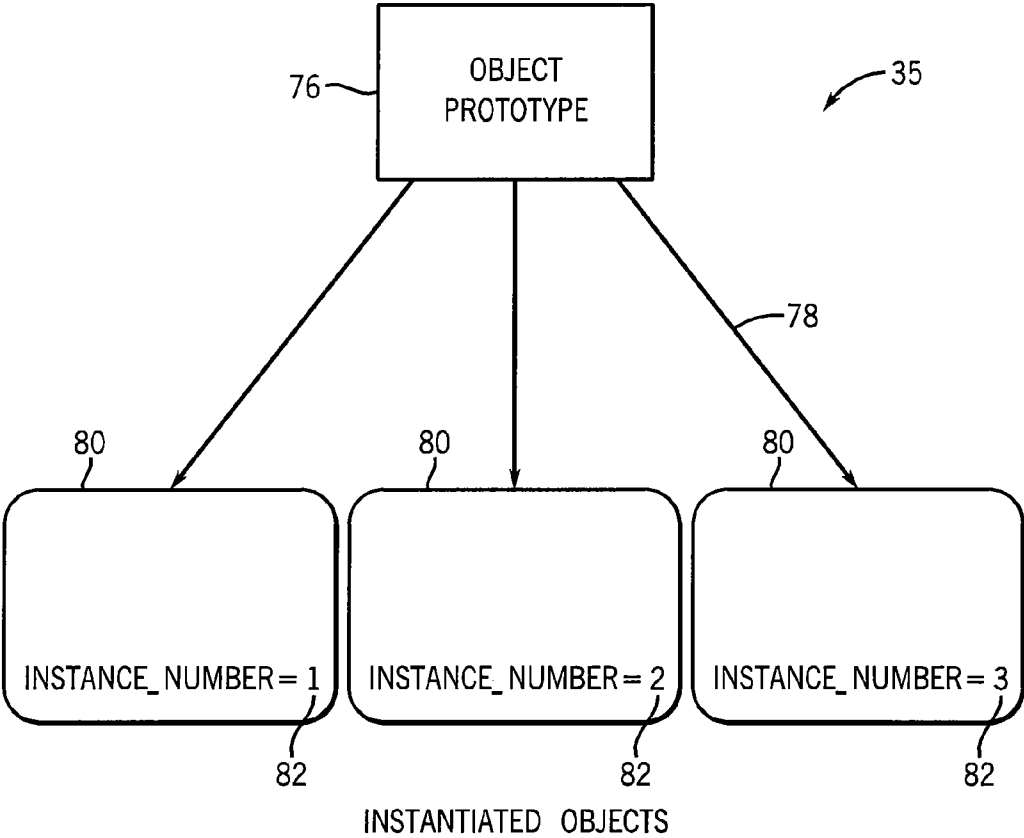 OBJECT
PROTOTYPE
76
35
78
80
80
80
INSTANCE_NUMBER = 1
INSTANCE_NUMBER = 2
INSTANCE_NUMBER = 3
82
82
82
INSTANTIATED OBJECTS